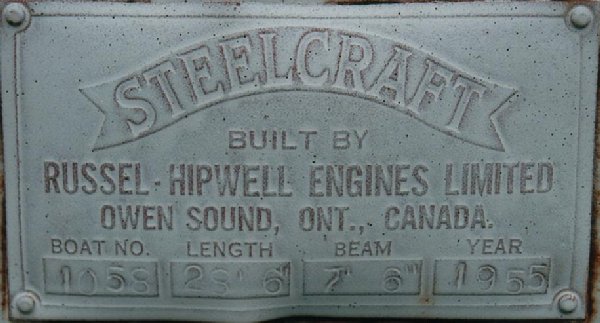 STEELCRAFT
BUILT BY
RUSSEL-HIPWELL ENGINES LIMITED
OWEN SOUND, ONT., CANADA.
BOAT NO. LENGTH BEAM YEAR
1058 28' 6" 7' 6" 1955